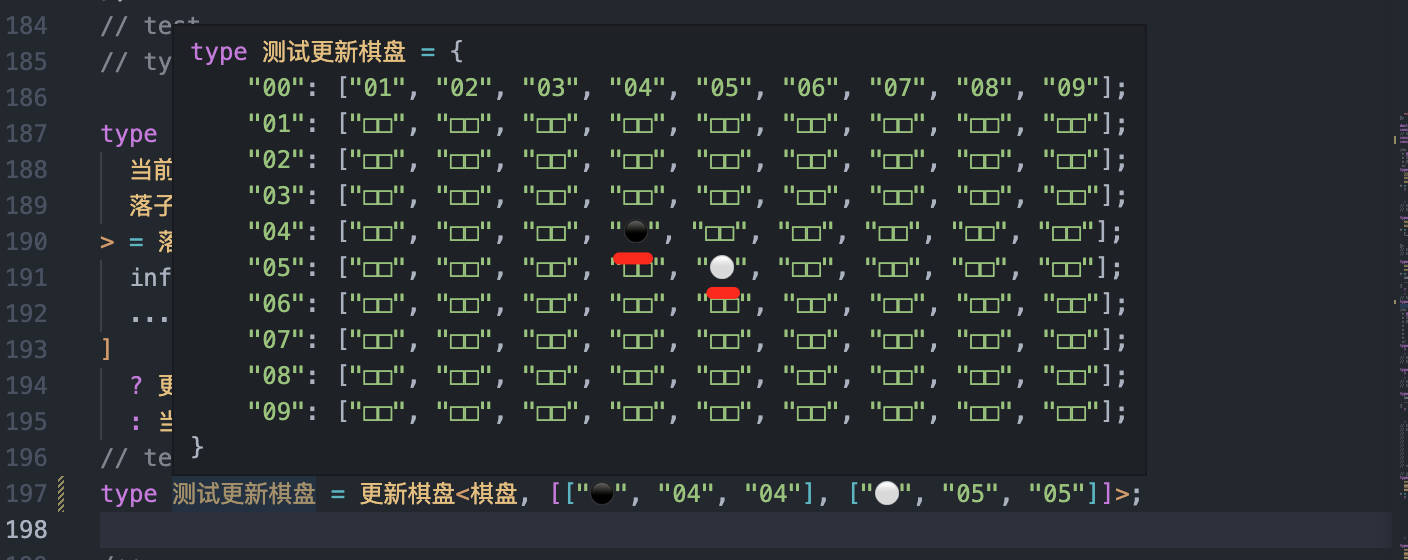 184 // test
type 测试更新棋盘 = {
185 // ty
"00": ["01", "02", "03", "04", "05", "06", "07", "08", "09"];
186
"01": ["□□", "□□", "□□", "□□", "□□", "□□", "□□", "□□", "□□"];
187 type
"02": ["□□", "□□", "□□", "□□", "□□", "□□", "□□", "□□", "□□"];
188 当前
"03": ["□□", "□□", "□□", "□□", "□□", "□□", "□□", "□□", "□□"];
189 落子
"04": ["□□", "□□", "□□", "⚫", "□□", "□□", "□□", "□□", "□□"];
190 > = 落
"05": ["□□", "□□", "□□", "□□", "⚪", "□□", "□□", "□□", "□□"];
191 inf
"06": ["□□", "□□", "□□", "□□", "□□", "□□", "□□", "□□", "□□"];
192 ...
"07": ["□□", "□□", "□□", "□□", "□□", "□□", "□□", "□□", "□□"];
193 ]
"08": ["□□", "□□", "□□", "□□", "□□", "□□", "□□", "□□", "□□"];
194 ? 更
"09": ["□□", "□□", "□□", "□□", "□□", "□□", "□□", "□□", "□□"];
195 : 当
}
196 // te
197 type 测试更新棋盘 = 更新棋盘<棋盘, [["⚫", "04", "04"], ["⚪", "05", "05"]]>;
198